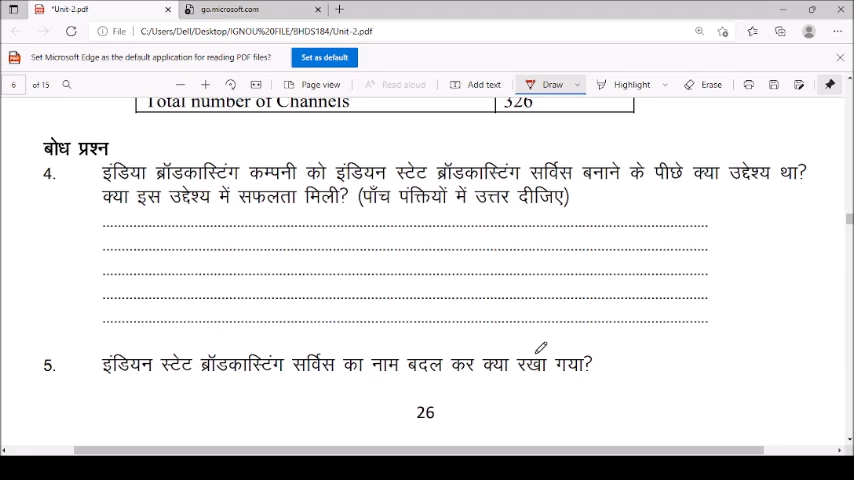 *Unit-2.pdf
go.microsoft.com
File
C:/Users/Dell/Desktop/IGNOU%20FILE/BHDS184/Unit-2.pdf
Set Microsoft Edge as the default application for reading PDF files?
Set as default
6 of 15
Page view
Read aloud
Add text
Draw
Highlight
Erase
Total number of Channels 326
बोध प्रश्न
4. इंडिया ब्रॉडकास्टिंग कम्पनी को इंडियन स्टेट ब्रॉडकास्टिंग सर्विस बनाने के पीछे क्या उद्देश्य था?
क्या इस उद्देश्य में सफलता मिली? (पाँच पंक्तियों में उत्तर दीजिए)
5. इंडियन स्टेट ब्रॉडकास्टिंग सर्विस का नाम बदल कर क्या रखा गया?
26